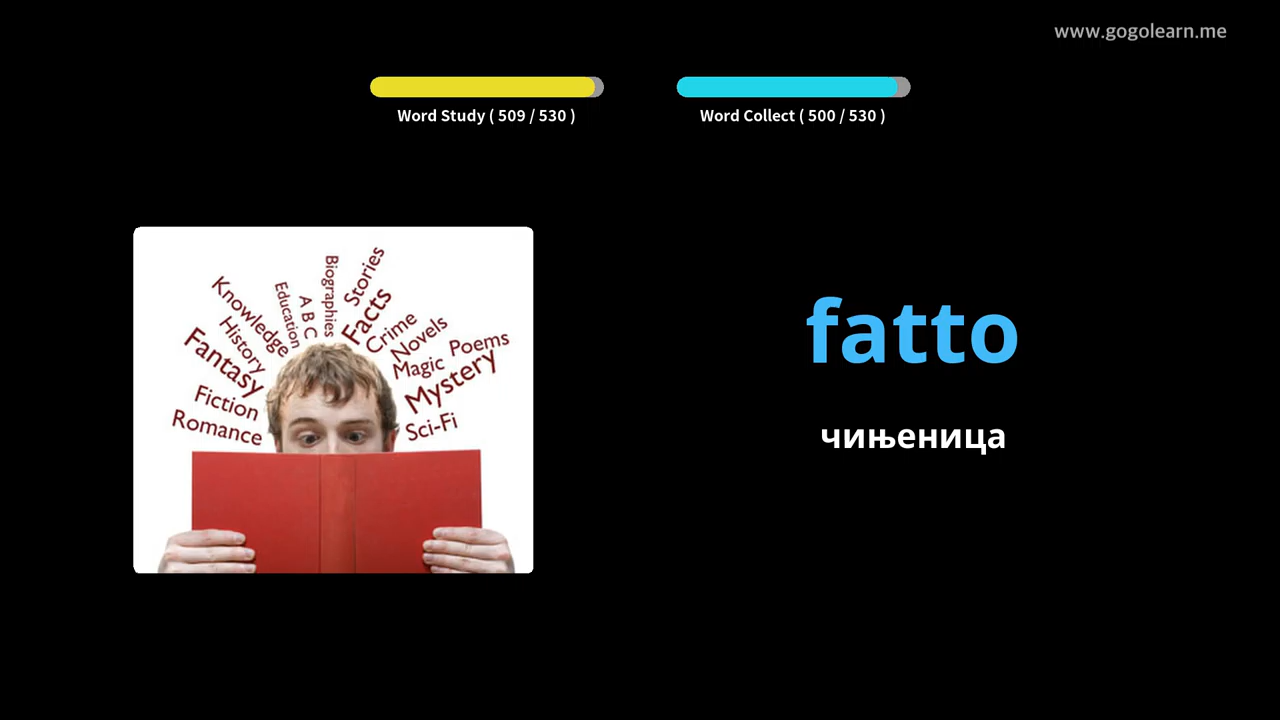 www.gogolearn.me
Word Study ( 509 / 530 )
Word Collect ( 500 / 530 )
Biographies
Stories
Facts
Education
A B C
Knowledge
History
Crime
Novels
Poems
Fantasy
Magic
Mystery
Fiction
Romance
Sci-Fi
fatto
чињеница